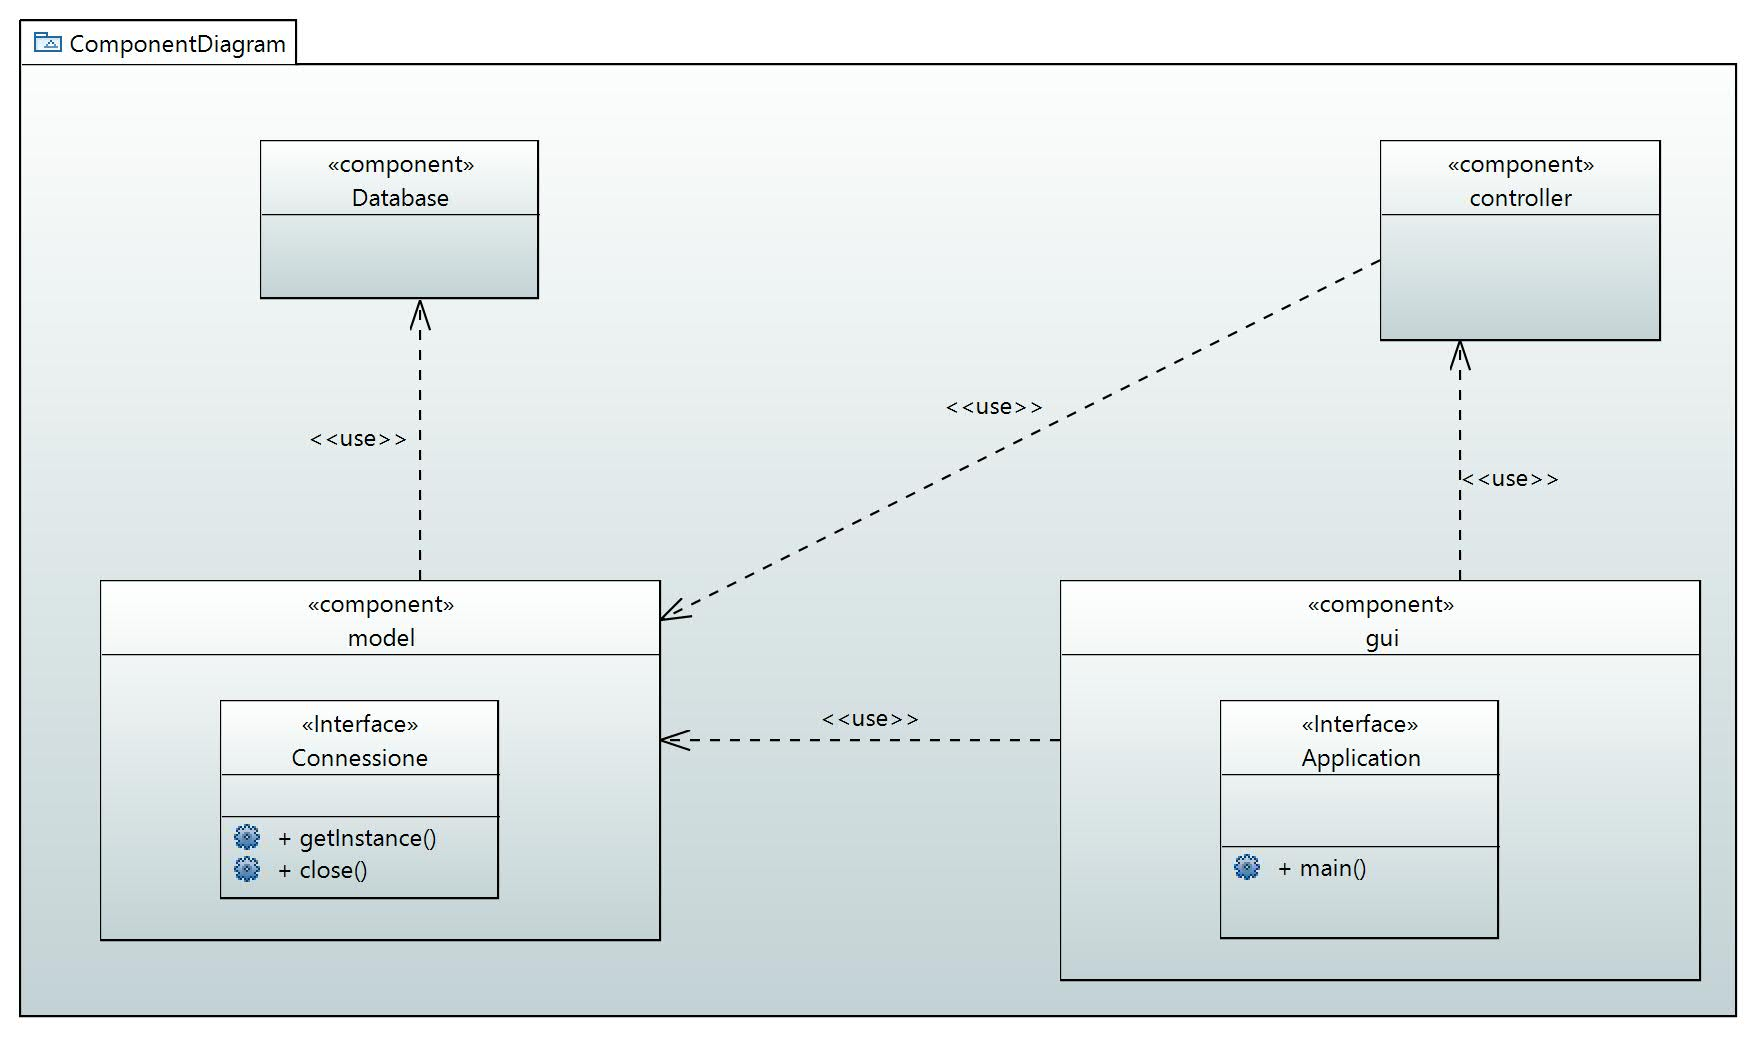 ComponentDiagram
«component»
Database
«component»
controller
<<use>>
<<use>>
<<use>>
«component»
model
«component»
gui
<<use>>
«Interface»
Connessione
+ getInstance()
+ close()
«Interface»
Application
+ main()